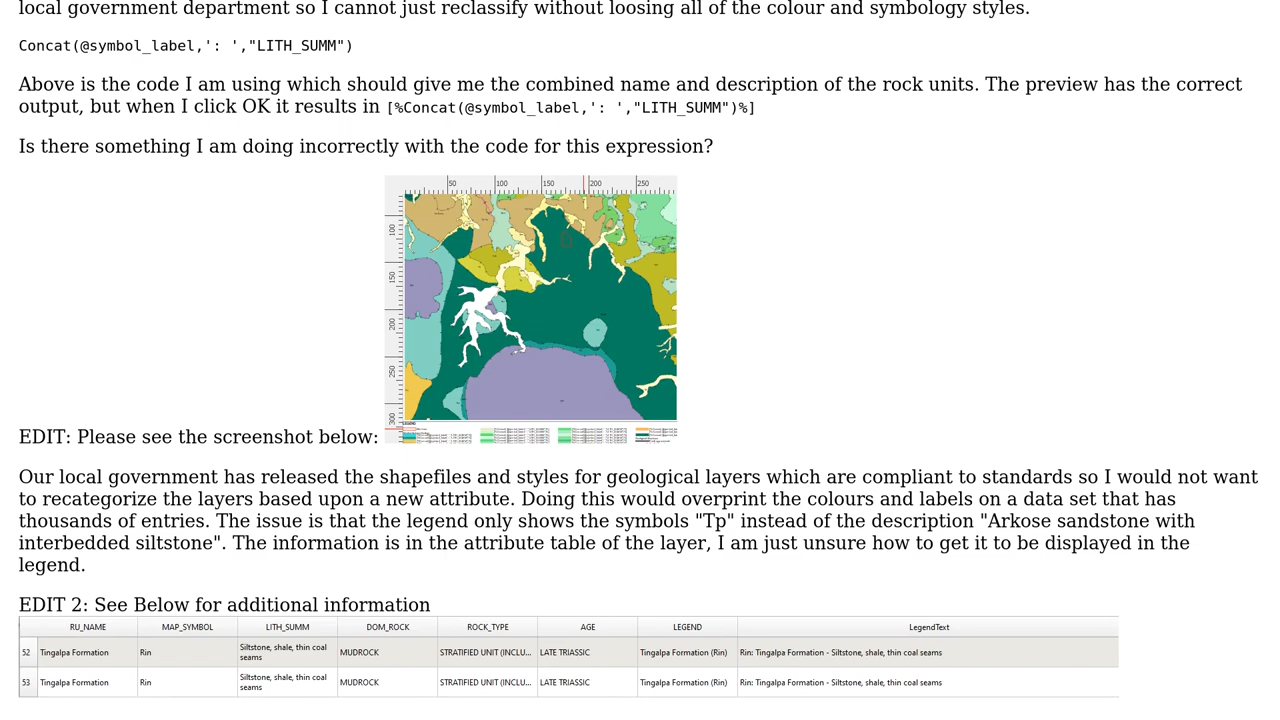 local government department so I cannot just reclassify without loosing all of the colour and symbology styles.
Concat(@symbol_label,': ',"LITH_SUMM")
Above is the code I am using which should give me the combined name and description of the rock units. The preview has the correct
output, but when I click OK it results in [%Concat(@symbol_label,': ',"LITH_SUMM")%]
Is there something I am doing incorrectly with the code for this expression?
50 100 150 200 250
100
150
200
250
300
LEGEND
EDIT: Please see the screenshot below:
Our local government has released the shapefiles and styles for geological layers which are compliant to standards so I would not want
to recategorize the layers based upon a new attribute. Doing this would overprint the colours and labels on a data set that has
thousands of entries. The issue is that the legend only shows the symbols "Tp" instead of the description "Arkose sandstone with
interbedded siltstone". The information is in the attribute table of the layer, I am just unsure how to get it to be displayed in the
legend.
EDIT 2: See Below for additional information
RU_NAME MAP_SYMBOL LITH_SUMM DOM_ROCK ROCK_TYPE AGE LEGEND LegendText
52 Tingalpa Formation Rin Siltstone, shale, thin coal seams MUDROCK STRATIFIED UNIT (INCLU... LATE TRIASSIC Tingalpa Formation (Rin) Rin: Tingalpa Formation - Siltstone, shale, thin coal seams
53 Tingalpa Formation Rin Siltstone, shale, thin coal seams MUDROCK STRATIFIED UNIT (INCLU... LATE TRIASSIC Tingalpa Formation (Rin) Rin: Tingalpa Formation - Siltstone, shale, thin coal seams